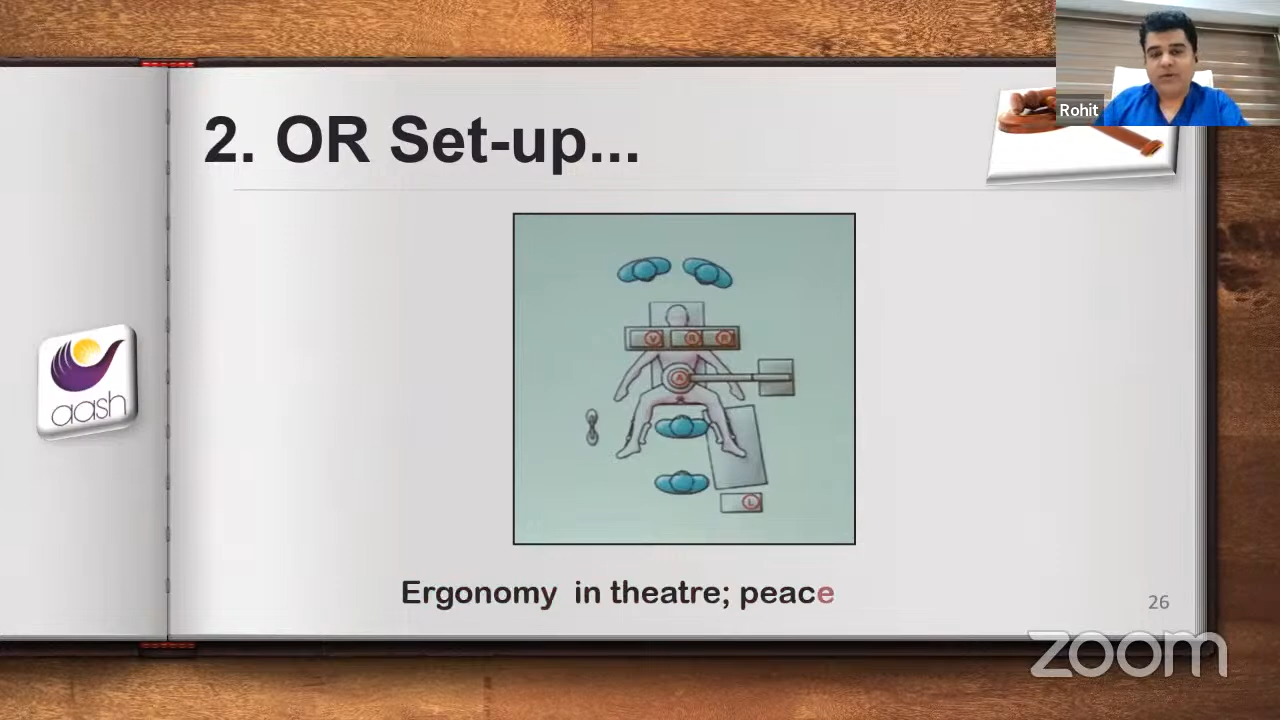 2. OR Set-up...
Rohit
V
A
L
aash
Ergonomy in theatre; peace
26
zoom